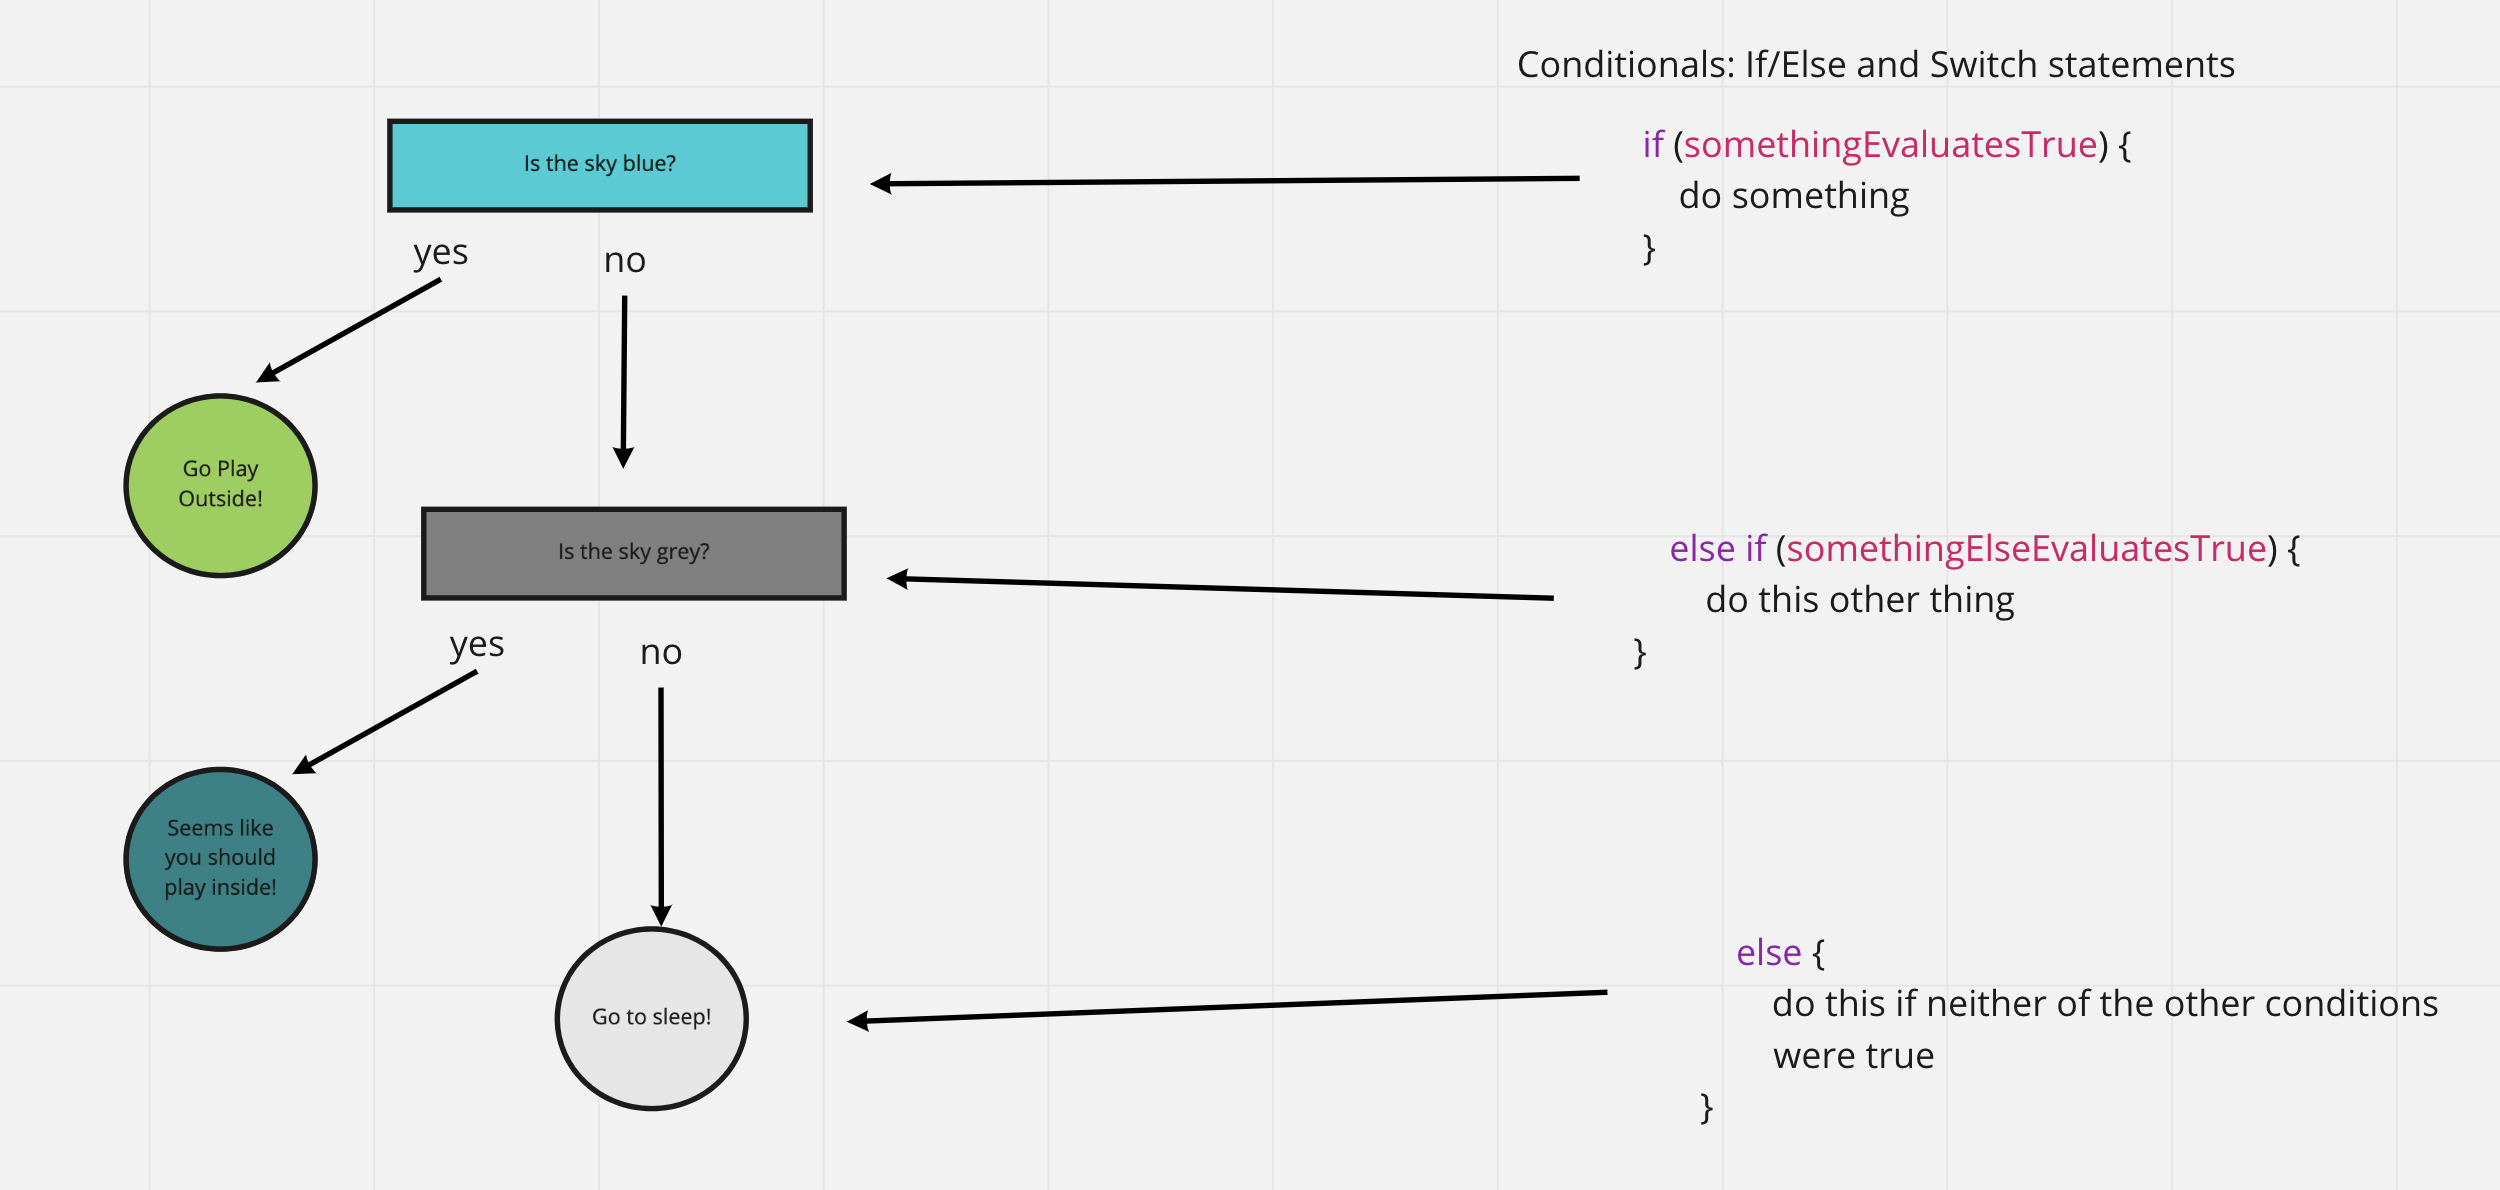 Conditionals: If/Else and Switch statements
if (somethingEvaluatesTrue) {
do something
}
Is the sky blue?
yes
no
Go Play
Outside!
else if (somethingElseEvaluatesTrue) {
do this other thing
}
Is the sky grey?
yes
no
Seems like
you should
play inside!
else {
do this if neither of the other conditions
were true
}
Go to sleep!